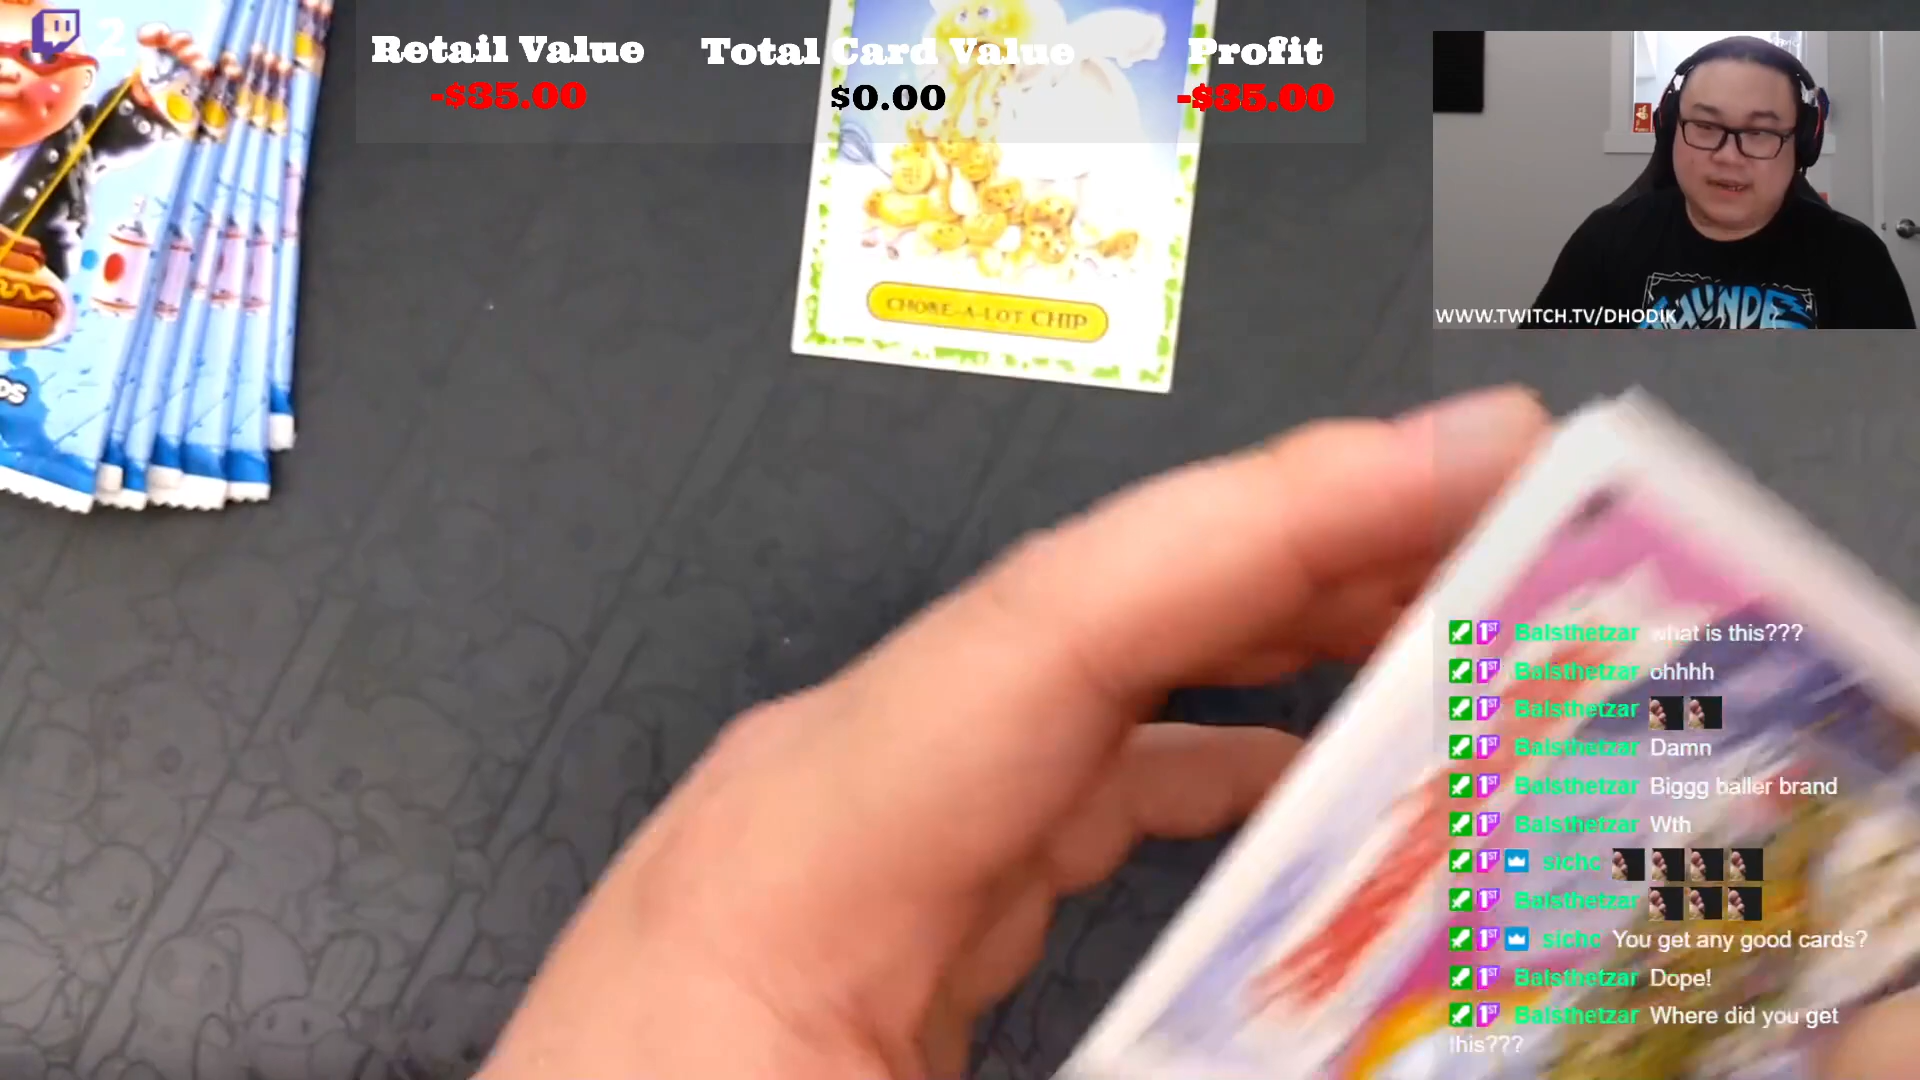 2
Retail Value
-$35.00
Total Card Value
$0.00
Profit
-$35.00
CHOKE-A-LOT CHIP
OS
WWW.TWITCH.TV/DHODIK
Balsthetzar what is this???
Balsthetzar ohhhh
Balsthetzar
Balsthetzar Damn
Balsthetzar Biggg baller brand
Balsthetzar Wth
sichc
Balsthetzar
sichc You get any good cards?
Balsthetzar Dope!
Balsthetzar Where did you get
this???